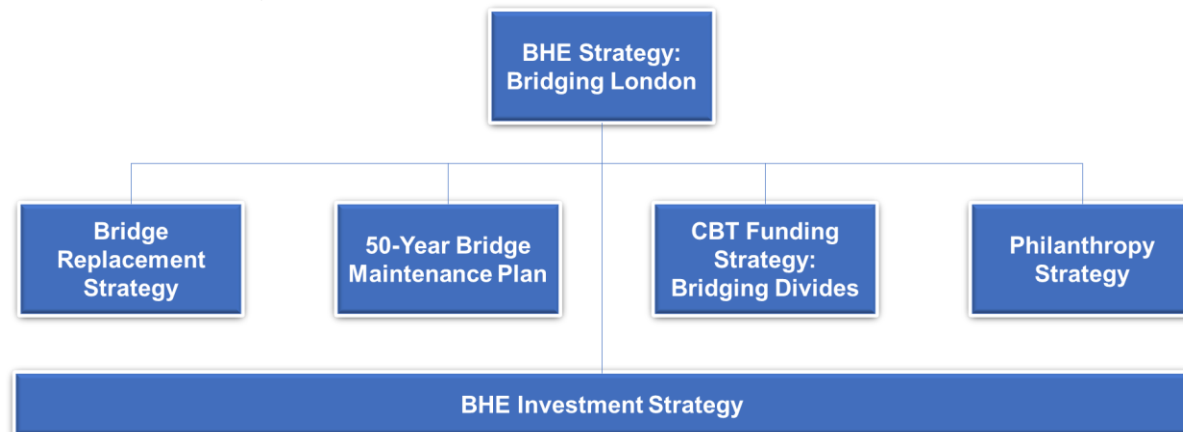 BHE Strategy:
Bridging London
Bridge
Replacement
Strategy
50-Year Bridge
Maintenance Plan
CBT Funding
Strategy:
Bridging Divides
Philanthropy
Strategy
BHE Investment Strategy